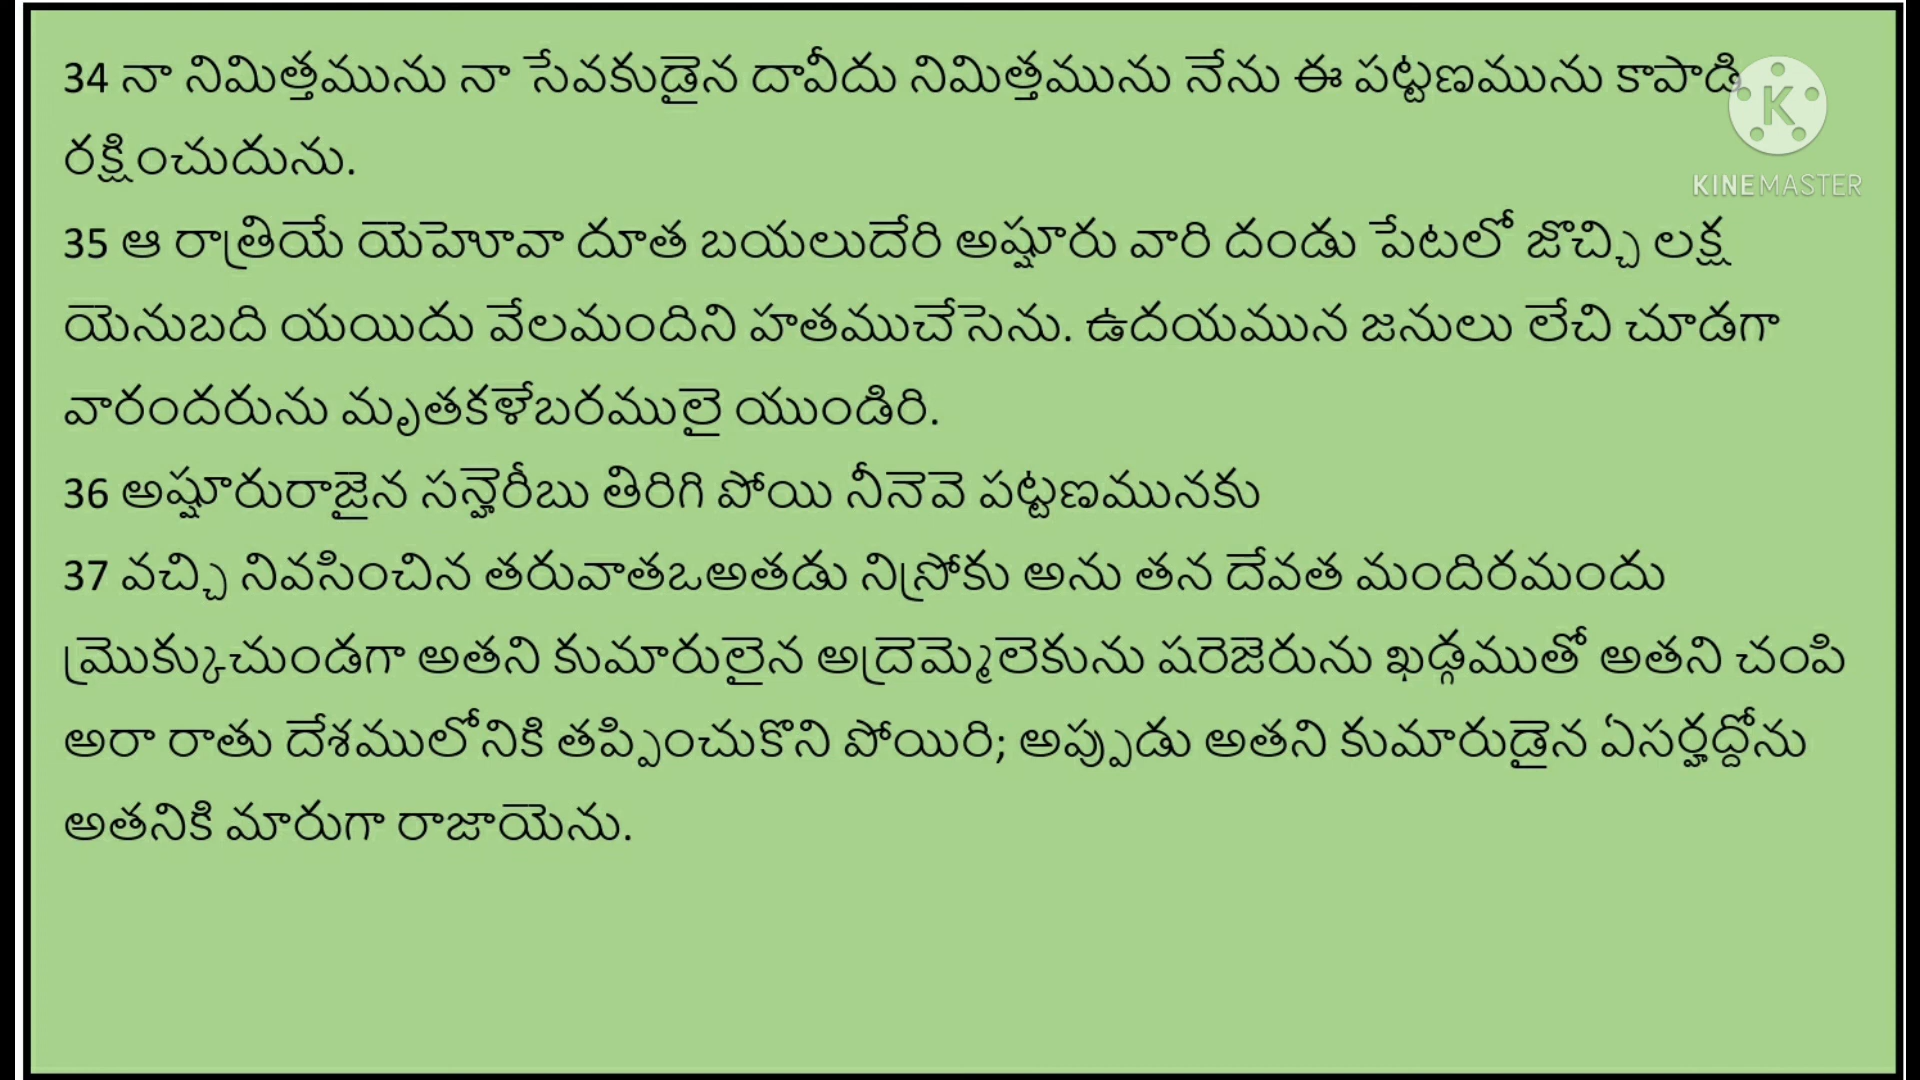 34 నా నిమిత్తమును నా సేవకుడైన దావీదు నిమిత్తమును నేను ఈ పట్టణమును కాపాడి
రక్షించుదును.
35 ఆ రాత్రియే యెహెూవా దూత బయలుదేరి అష్షూరు వారి దండు పేటలో జొచ్చి లక్ష
యెనుబది యయిదు వేలమందిని హతముచేసెను. ఉదయమున జనులు లేచి చూడగా
వారందరును మృతకళేబరములై యుండిరి.
36 అష్షూరురాజైన సన్హెరీబు తిరిగి పోయి నీనెవె పట్టణమునకు
37 వచ్చి నివసించిన తరువాతఒఅతడు నిస్రోకు అను తన దేవత మందిరమందు
మ్రొక్కుచుండగా అతని కుమారులైన అద్రెమ్మెలెకును షరెజెరును ఖడ్గముతో అతని చంపి
అరా రాతు దేశములోనికి తప్పించుకొని పోయిరి; అప్పుడు అతని కుమారుడైన ఏసర్హద్దోను
అతనికి మారుగా రాజాయెను.
K
KINEMASTER